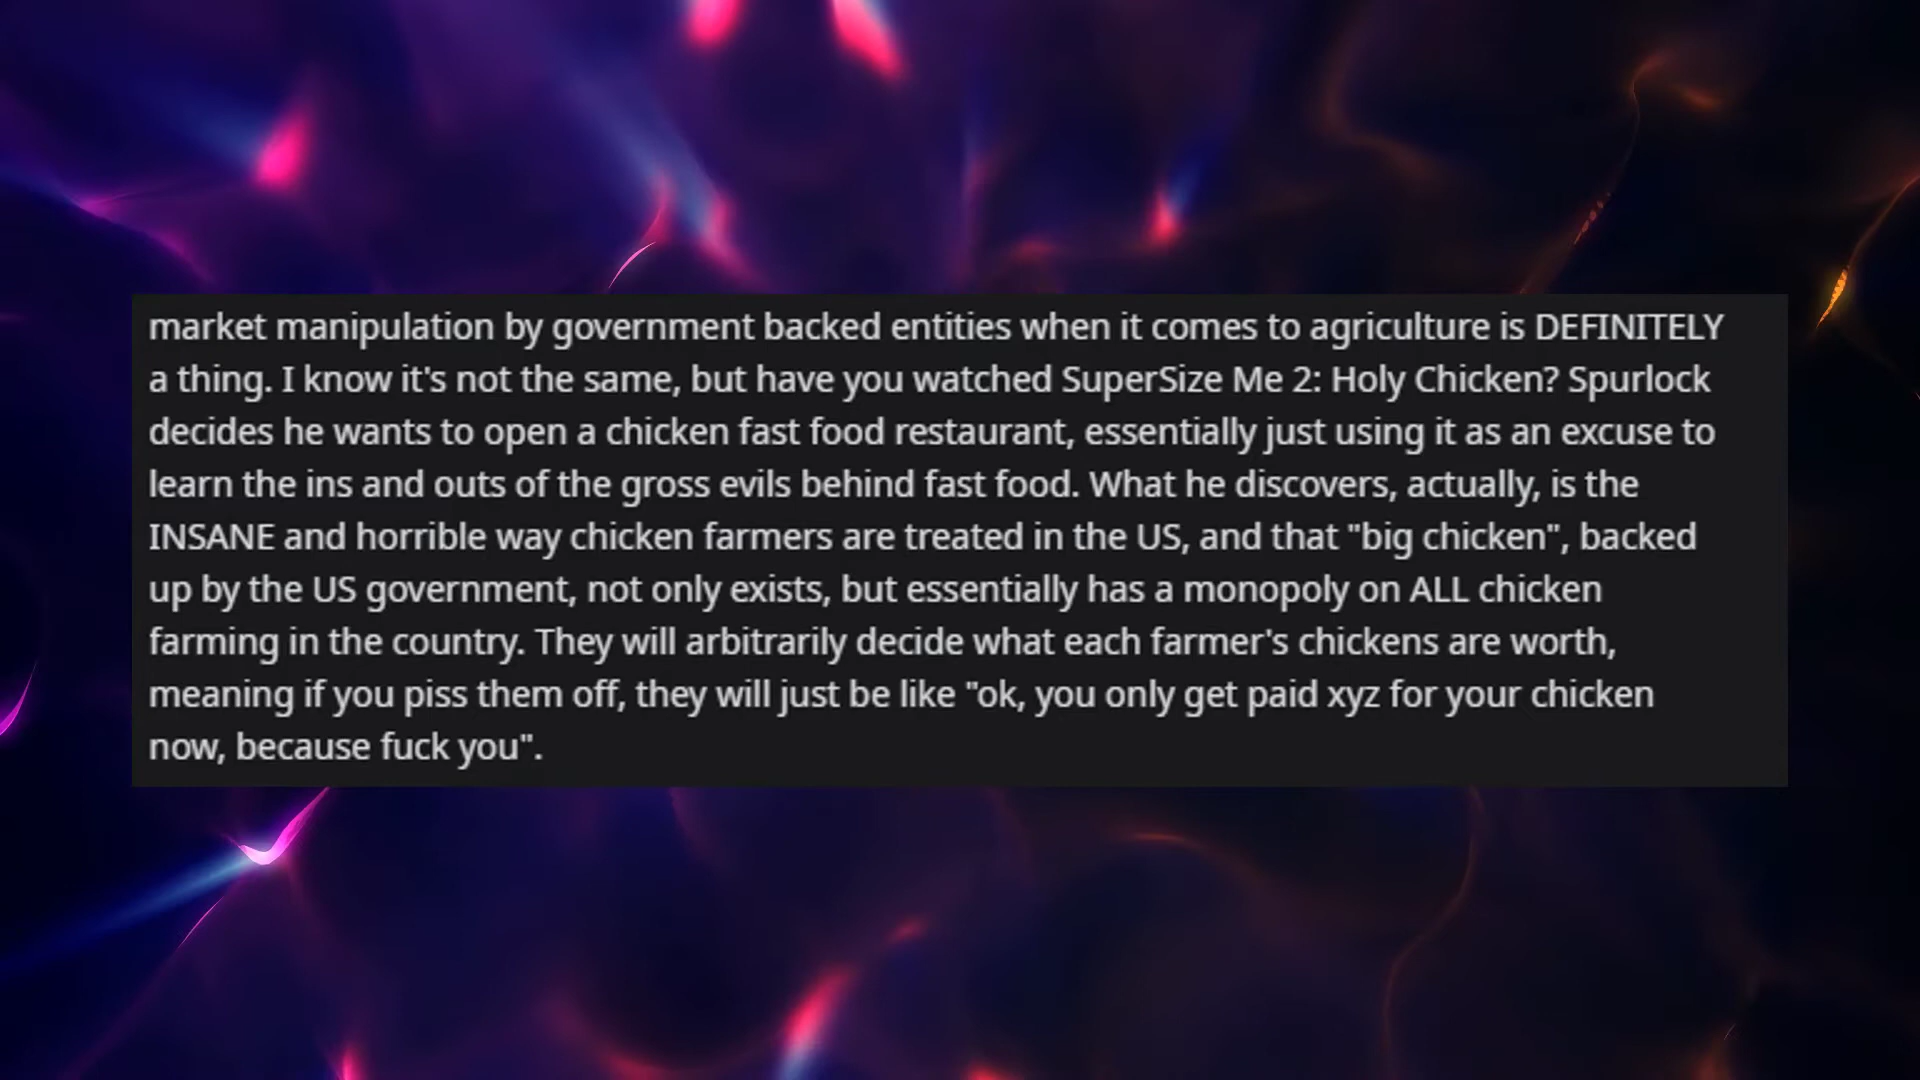 market manipulation by government backed entities when it comes to agriculture is DEFINITELY
a thing. I know it's not the same, but have you watched SuperSize Me 2: Holy Chicken? Spurlock
decides he wants to open a chicken fast food restaurant, essentially just using it as an excuse to
learn the ins and outs of the gross evils behind fast food. What he discovers, actually, is the
INSANE and horrible way chicken farmers are treated in the US, and that "big chicken", backed
up by the US government, not only exists, but essentially has a monopoly on ALL chicken
farming in the country. They will arbitrarily decide what each farmer's chickens are worth,
meaning if you piss them off, they will just be like "ok, you only get paid xyz for your chicken
now, because fuck you".